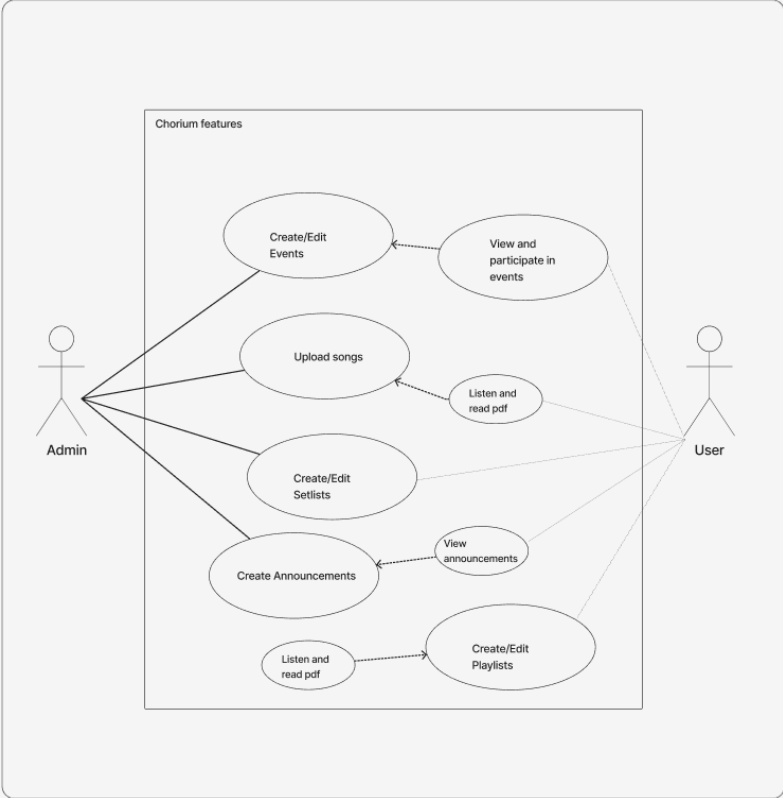 Chorium features
Create/Edit
Events
View and
participate in
events
Upload songs
Listen and
read pdf
Admin
User
Create/Edit
Setlists
View
announcements
Create Announcements
Listen and
read pdf
Create/Edit
Playlists